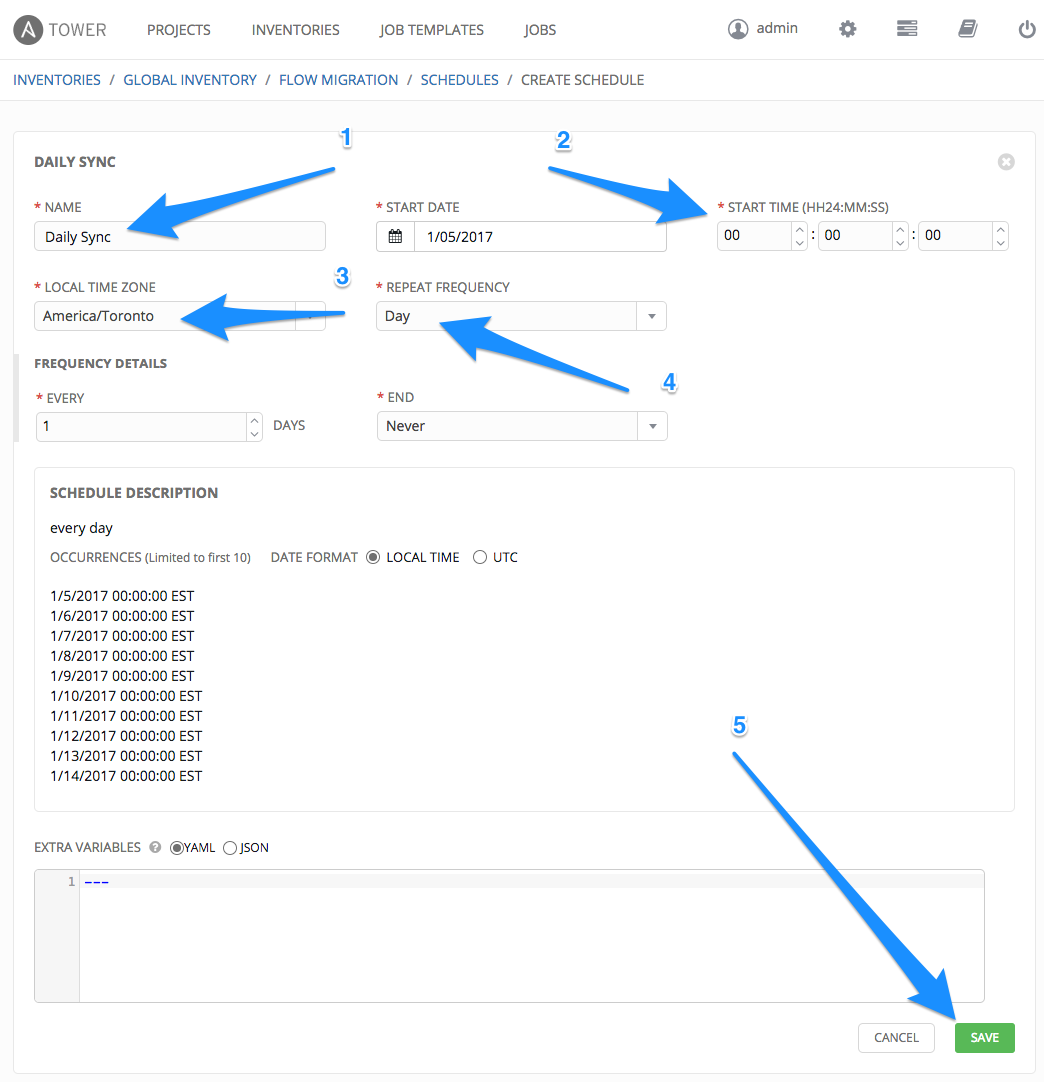 A TOWER PROJECTS INVENTORIES JOB TEMPLATES JOBS admin
INVENTORIES / GLOBAL INVENTORY / FLOW MIGRATION / SCHEDULES / CREATE SCHEDULE
1 2
DAILY SYNC
* NAME * START DATE * START TIME (HH24:MM:SS)
Daily Sync 1/05/2017 00 : 00 : 00
3
* LOCAL TIME ZONE * REPEAT FREQUENCY
America/Toronto Day
FREQUENCY DETAILS
4
* EVERY * END
1 DAYS Never
SCHEDULE DESCRIPTION
every day
OCCURRENCES (Limited to first 10) DATE FORMAT LOCAL TIME UTC
1/5/2017 00:00:00 EST
1/6/2017 00:00:00 EST
1/7/2017 00:00:00 EST
1/8/2017 00:00:00 EST
1/9/2017 00:00:00 EST
1/10/2017 00:00:00 EST
1/11/2017 00:00:00 EST
1/12/2017 00:00:00 EST
1/13/2017 00:00:00 EST
1/14/2017 00:00:00 EST
5
EXTRA VARIABLES ? YAML JSON
1 ---
CANCEL SAVE